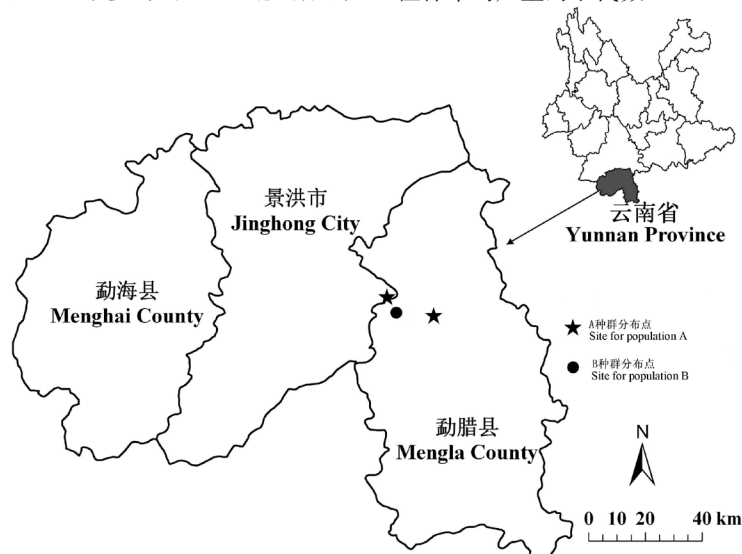 云南省
Yunnan Province
景洪市
Jinghong City
勐海县
Menghai County
A种群分布点
Site for population A
B种群分布点
Site for population B
勐腊县
Mengla County
N
0 10 20 40 km